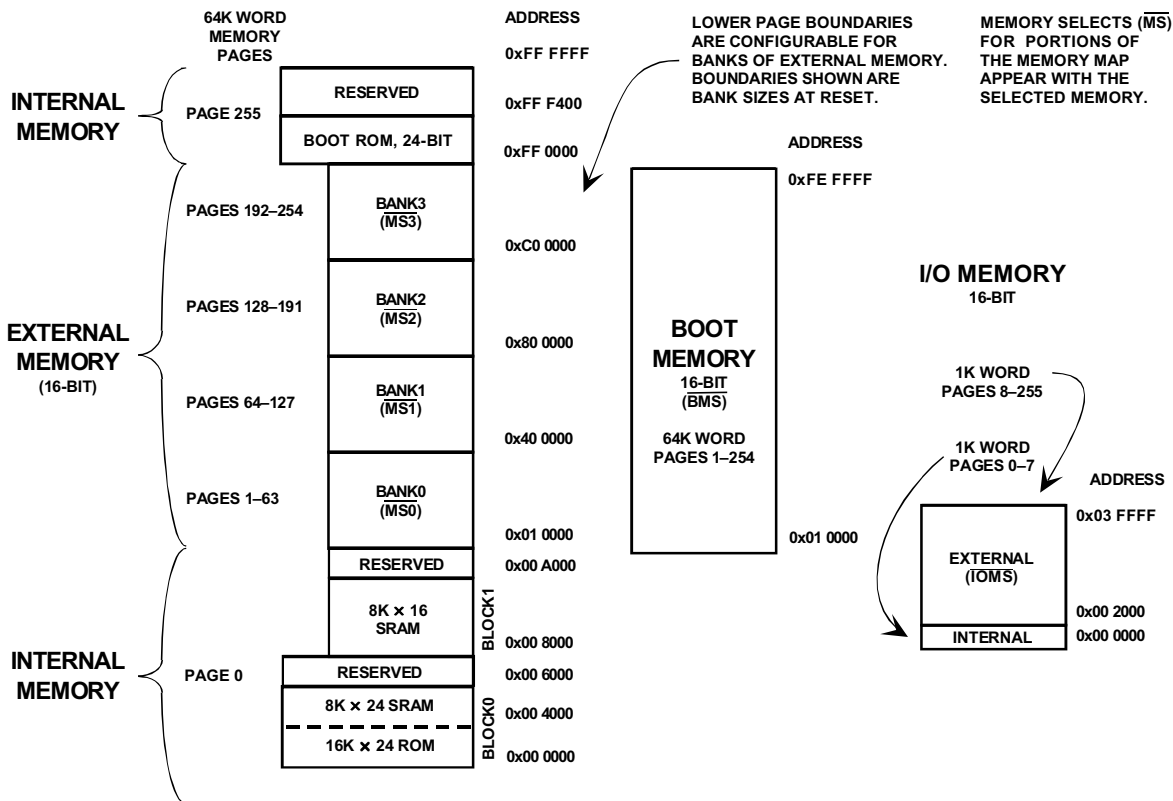 64K WORD
MEMORY
PAGES
ADDRESS
0xFF FFFF
INTERNAL
MEMORY
PAGE 255
RESERVED
0xFF F400
BOOT ROM, 24-BIT
0xFF 0000
LOWER PAGE BOUNDARIES
ARE CONFIGURABLE FOR
BANKS OF EXTERNAL MEMORY.
BOUNDARIES SHOWN ARE
BANK SIZES AT RESET.
MEMORY SELECTS (M̅S̅)
FOR PORTIONS OF
THE MEMORY MAP
APPEAR WITH THE
SELECTED MEMORY.
EXTERNAL
MEMORY
(16-BIT)
PAGES 192–254
BANK3
(M̅S̅3̅)
0xC0 0000
PAGES 128–191
BANK2
(M̅S̅2̅)
0x80 0000
PAGES 64–127
BANK1
(M̅S̅1̅)
0x40 0000
PAGES 1–63
BANK0
(M̅S̅0̅)
0x01 0000
INTERNAL
MEMORY
PAGE 0
RESERVED
0x00 A000
8K × 16
SRAM
BLOCK1
0x00 8000
RESERVED
0x00 6000
8K × 24 SRAM
0x00 4000
BLOCK0
16K × 24 ROM
0x00 0000
ADDRESS
0xFE FFFF
BOOT
MEMORY
16-BIT
(B̅M̅S̅)
64K WORD
PAGES 1–254
0x01 0000
I/O MEMORY
16-BIT
1K WORD
PAGES 8–255
1K WORD
PAGES 0–7
ADDRESS
0x03 FFFF
EXTERNAL
(I̅O̅M̅S̅)
0x00 2000
INTERNAL
0x00 0000